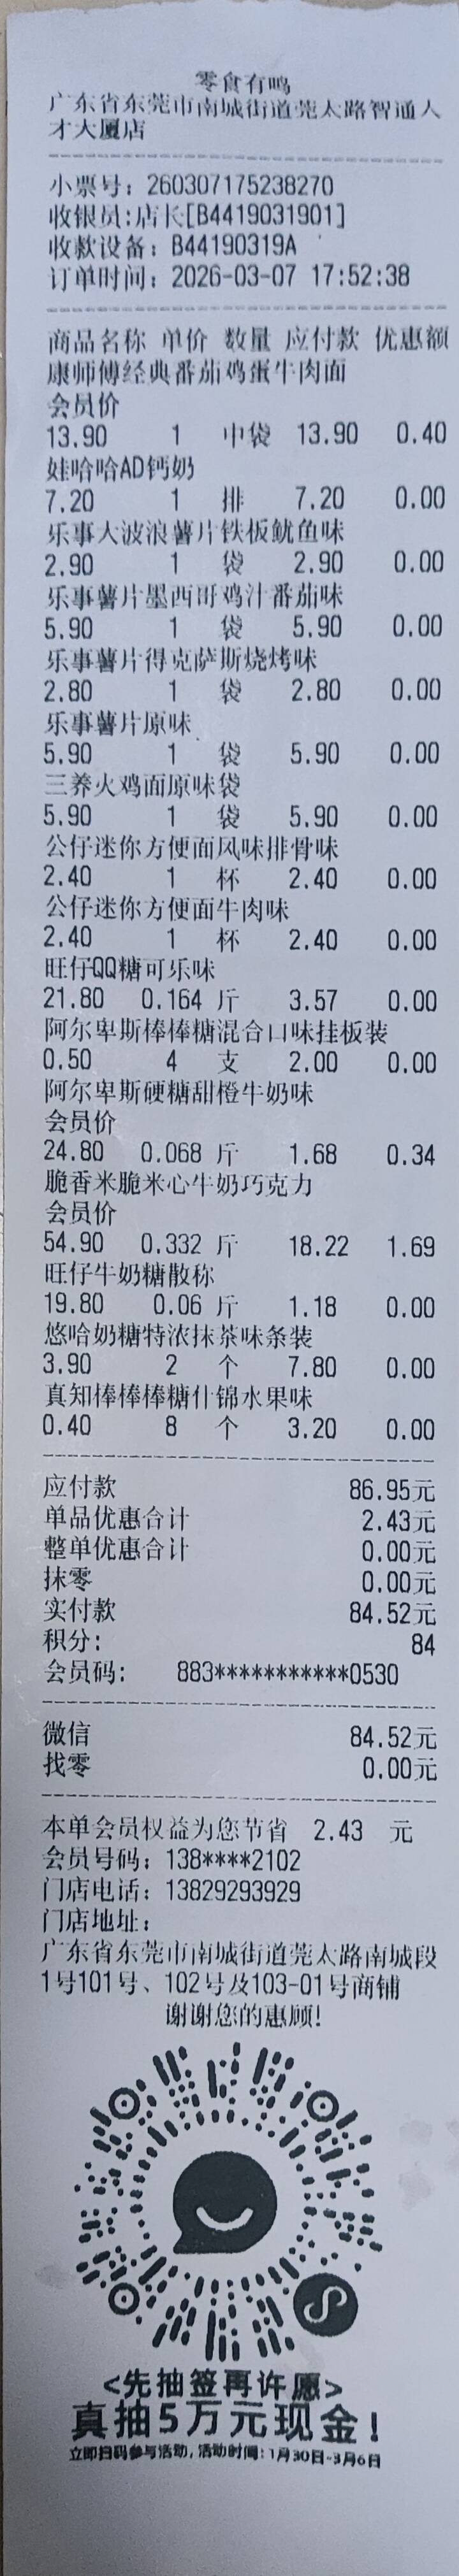 零食有鸣
广东省东莞市南城街道莞太路智通人
才大厦店
小票号：260307175238270
收银员:店长[B4419031901]
收款设备：B44190319A
订单时间：2026-03-07 17:52:38
商品名称 单价 数量 应付款 优惠额
康师傅经典番茄鸡蛋牛肉面
会员价
13.90 1 中袋 13.90 0.40
娃哈哈AD钙奶
7.20 1 排 7.20 0.00
乐事大波浪薯片铁板鱿鱼味
2.90 1 袋 2.90 0.00
乐事薯片墨西哥鸡汁番茄味
5.90 1 袋 5.90 0.00
乐事薯片得克萨斯烧烤味
2.80 1 袋 2.80 0.00
乐事薯片原味
5.90 1 袋 5.90 0.00
三养火鸡面原味袋
5.90 1 袋 5.90 0.00
公仔迷你方便面风味排骨味
2.40 1 杯 2.40 0.00
公仔迷你方便面牛肉味
2.40 1 杯 2.40 0.00
旺仔QQ糖可乐味
21.80 0.164 斤 3.57 0.00
阿尔卑斯棒棒糖混合口味挂板装
0.50 4 支 2.00 0.00
阿尔卑斯硬糖甜橙牛奶味
会员价
24.80 0.068 斤 1.68 0.34
脆香米脆米心牛奶巧克力
会员价
54.90 0.332 斤 18.22 1.69
旺仔牛奶糖散称
19.80 0.06 斤 1.18 0.00
悠哈奶糖特浓抹茶味条装
3.90 2 个 7.80 0.00
真知棒棒棒糖什锦水果味
0.40 8 个 3.20 0.00
应付款 86.95元
单品优惠合计 2.43元
整单优惠合计 0.00元
抹零 0.00元
实付款 84.52元
积分: 84
会员码: 883***********0530
微信 84.52元
找零 0.00元
本单会员权益为您节省 2.43 元
会员号码：138****2102
门店电话：13829293929
门店地址：
广东省东莞市南城街道莞太路南城段
1号101号、102号及103-01号商铺
谢谢您的惠顾!
<先抽签再许愿>
真抽5万元现金！
立即扫码参与活动，活动时间：1月30日-3月6日